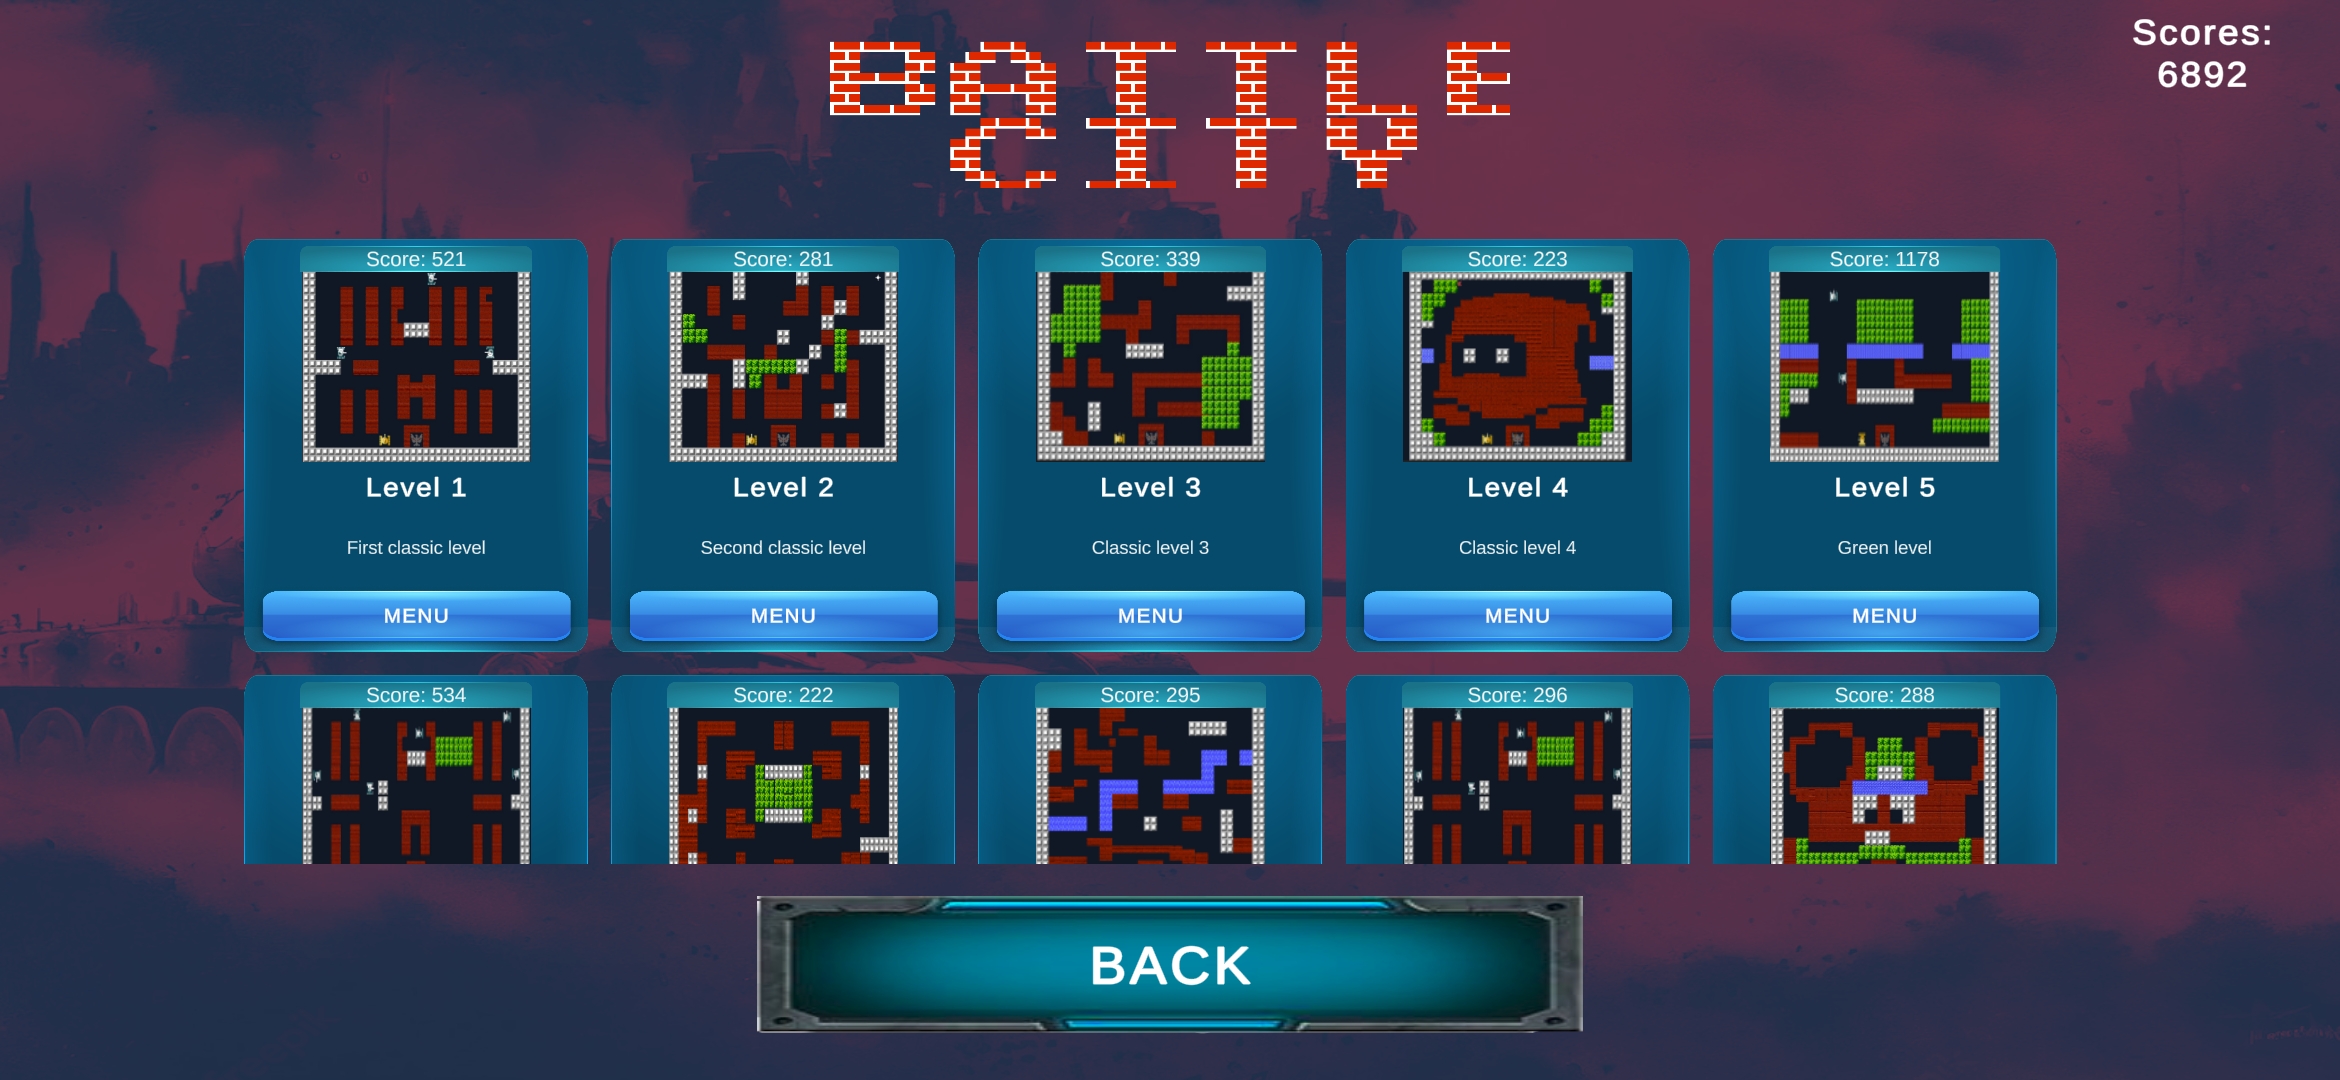 BATTLE
CITY
Scores:
6892
Score: 521
Score: 281
Score: 339
Score: 223
Score: 1178
Level 1
Level 2
Level 3
Level 4
Level 5
First classic level
Second classic level
Classic level 3
Classic level 4
Green level
MENU
MENU
MENU
MENU
MENU
Score: 534
Score: 222
Score: 295
Score: 296
Score: 288
BACK